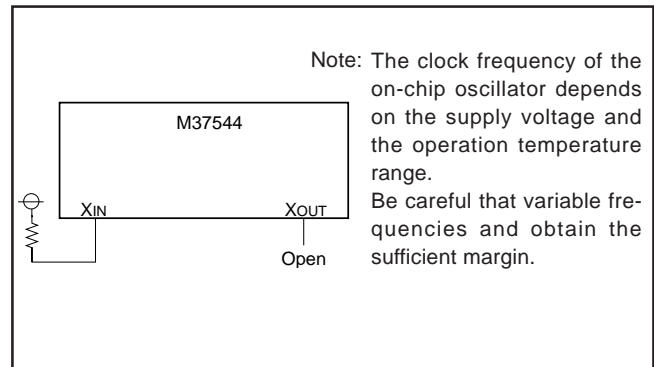 Note: The clock frequency of the
on-chip oscillator depends
on the supply voltage and
the operation temperature
range.
Be careful that variable fre-
quencies and obtain the
sufficient margin.
M37544
XIN
XOUT
Open